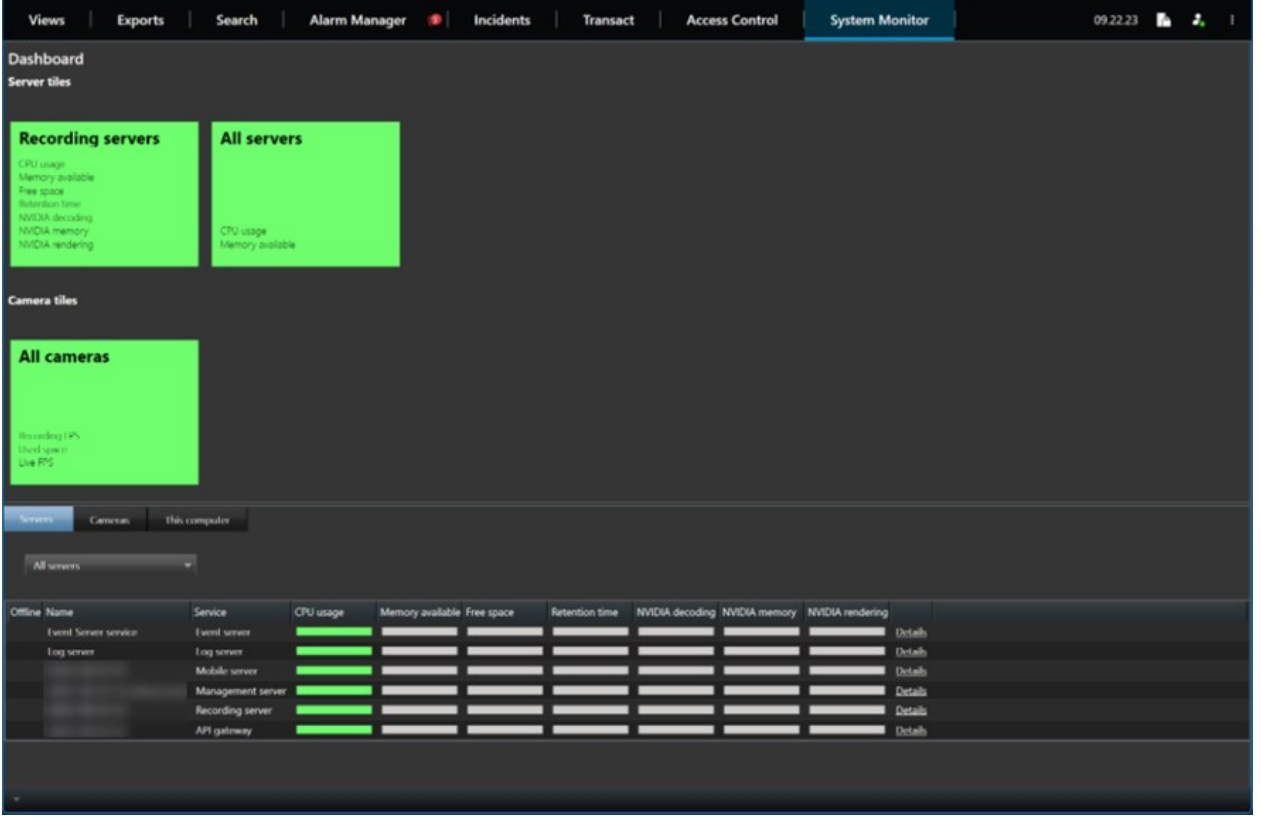 Views Exports Search Alarm Manager Incidents Transact Access Control System Monitor 09.22.23
Dashboard
Server tiles
Recording servers
CPU usage
Memory available
Free space
Retention time
NVIDIA decoding
NVIDIA memory
NVIDIA rendering
All servers
CPU usage
Memory available
Camera tiles
All cameras
Recording FPS
Used space
Live FPS
Servers Cameras This computer
All servers
Offline Name Service CPU usage Memory available Free space Retention time NVIDIA decoding NVIDIA memory NVIDIA rendering
Event Server service Event server Details
Log server Log server Details
Mobile server Details
Management server Details
Recording server Details
API gateway Details